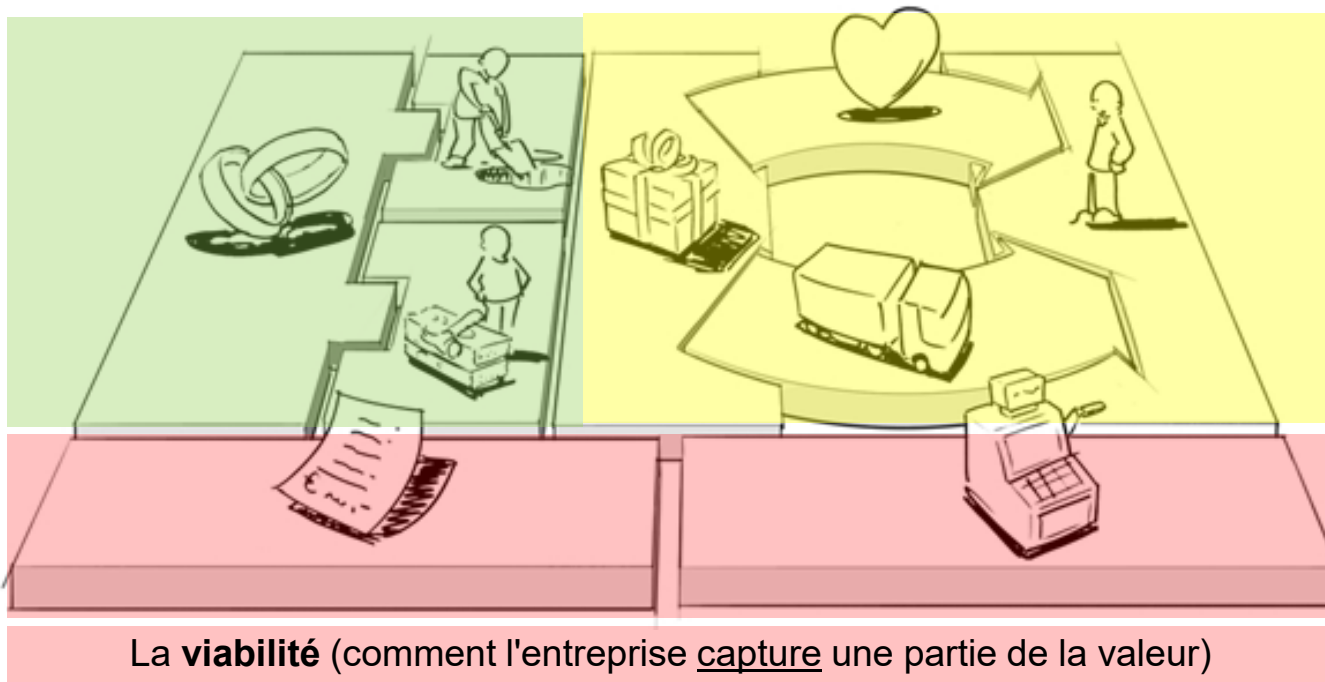 La viabilité (comment l'entreprise capture une partie de la valeur)